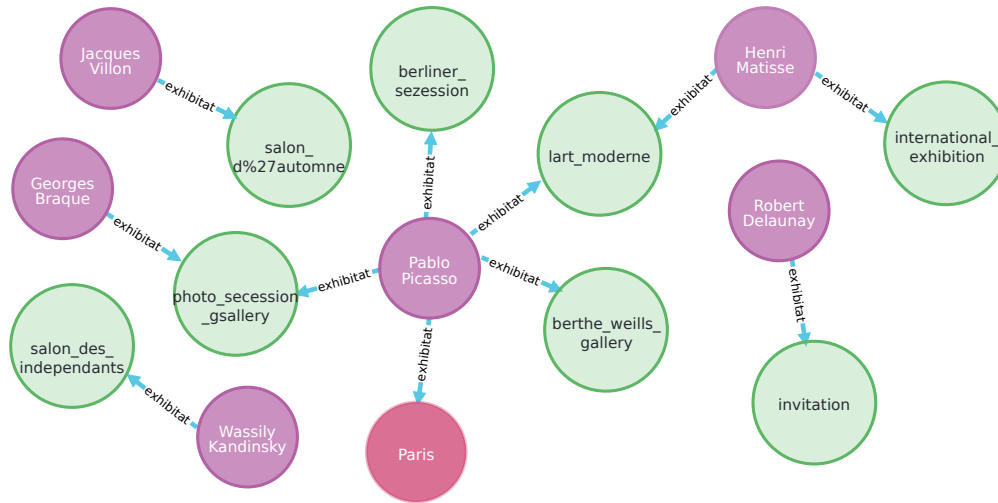 Jacques
Villon
exhibitat
salon_
d%27automne
berliner_
sezession
exhibitat
Henri
Matisse
exhibitat
exhibitat
lart_moderne
international_
exhibition
Georges
Braque
exhibitat
photo_secession
_gsallery
exhibitat
Pablo
Picasso
exhibitat
exhibitat
berthe_weills_
gallery
exhibitat
Paris
Robert
Delaunay
exhibitat
invitation
salon_des_
independants
exhibitat
Wassily
Kandinsky